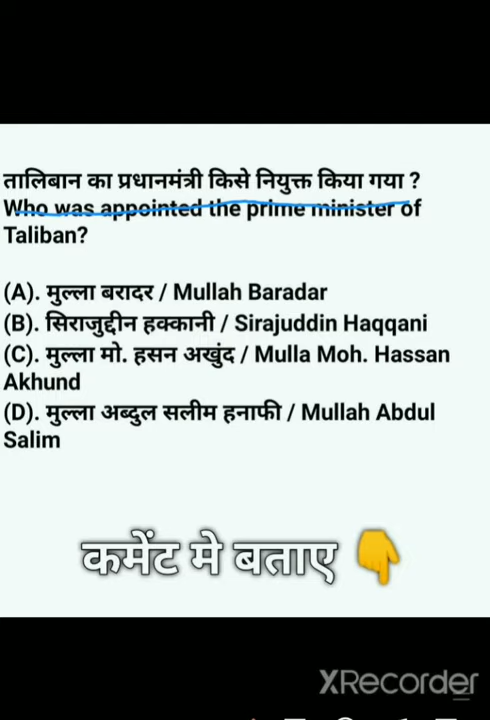 तालिबान का प्रधानमंत्री किसे नियुक्त किया गया ?
Who was appointed the prime minister of
Taliban?
(A). मुल्ला बरादर / Mullah Baradar
(B). सिराजुद्दीन हक्कानी / Sirajuddin Haqqani
(C). मुल्ला मो. हसन अखुंद / Mulla Moh. Hassan
Akhund
(D). मुल्ला अब्दुल सलीम हनाफी / Mullah Abdul
Salim
कमेंट मे बताए 👇
XRecorder